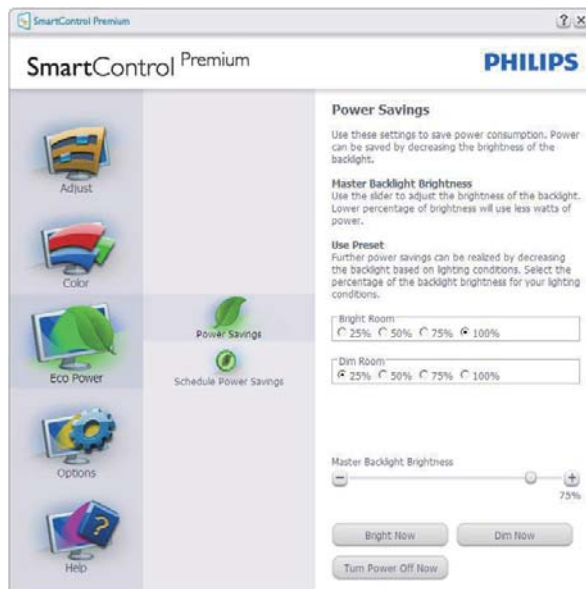 SmartControl Premium
SmartControl Premium
PHILIPS
Adjust
Color
Eco Power
Options
Help
Power Savings
Schedule Power Savings
Power Savings
Use these settings to save power consumption. Power
can be saved by decreasing the brightness of the
backlight.
Master Backlight Brightness
Use the slider to adjust the brightness of the backlight.
Lower percentage of brightness will use less watts of
power.
Use Preset
Further power savings can be realized by decreasing
the backlight based on lighting conditions. Select the
percentage of the backlight brightness for your lighting
conditions.
Bright Room
25% 50% 75% 100%
Dim Room
25% 50% 75% 100%
Master Backlight Brightness
75%
Bright Now Dim Now
Turn Power Off Now